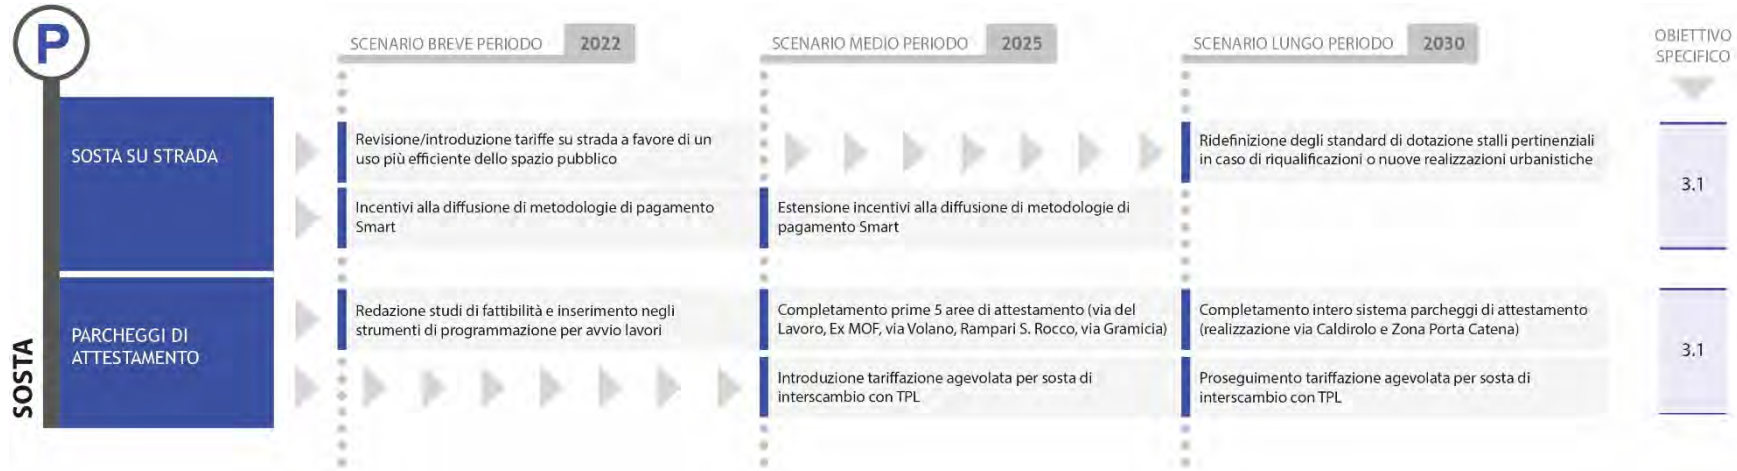 P
SCENARIO BREVE PERIODO 2022
SCENARIO MEDIO PERIODO 2025
SCENARIO LUNGO PERIODO 2030
OBIETTIVO
SPECIFICO
SOSTA
SOSTA SU STRADA
Revisione/introduzione tariffe su strada a favore di un
uso più efficiente dello spazio pubblico
Ridefinizione degli standard di dotazione stalli pertinenziali
in caso di riqualificazioni o nuove realizzazioni urbanistiche
3.1
Incentivi alla diffusione di metodologie di pagamento
Smart
Estensione incentivi alla diffusione di metodologie di
pagamento Smart
PARCHEGGI DI
ATTESTAMENTO
Redazione studi di fattibilità e inserimento negli
strumenti di programmazione per avvio lavori
Completamento prime 5 aree di attestamento (via del
Lavoro, Ex MOF, via Volano, Rampari S. Rocco, via Gramicia)
Completamento intero sistema parcheggi di attestamento
(realizzazione via Caldirolo e Zona Porta Catena)
3.1
Introduzione tariffazione agevolata per sosta di
interscambio con TPL
Proseguimento tariffazione agevolata per sosta di
interscambio con TPL